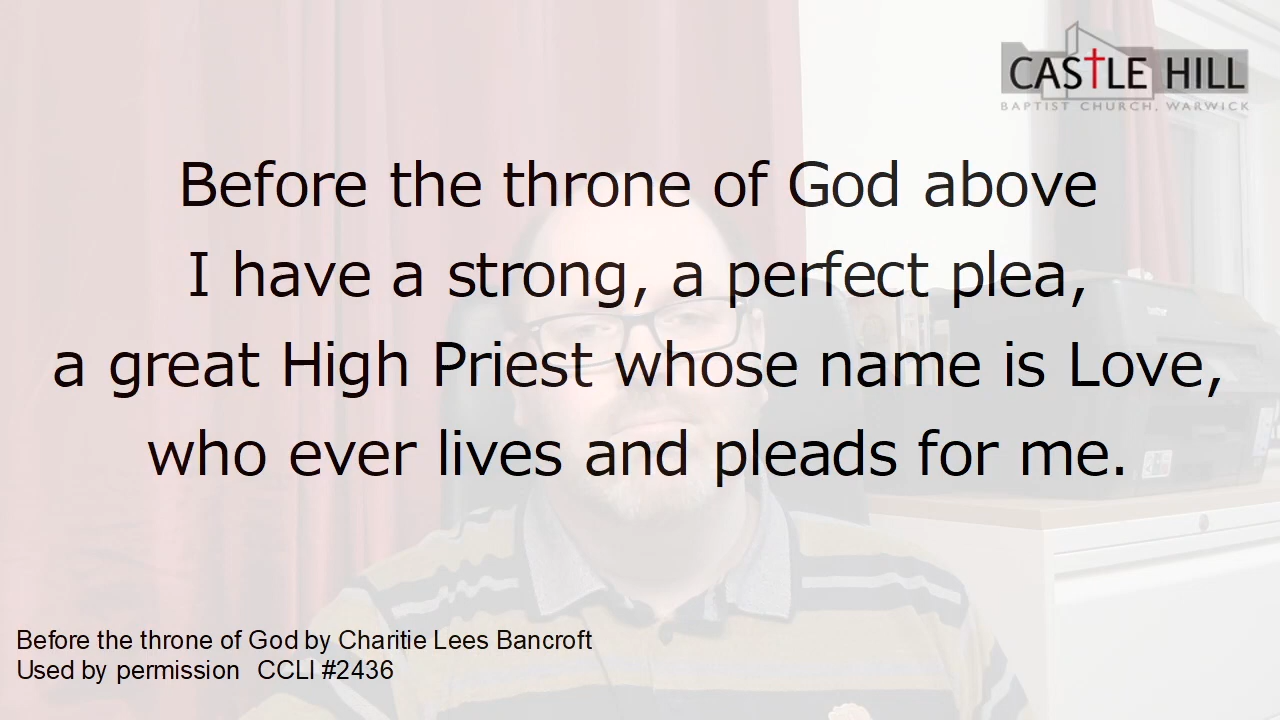 CASTLE HILL
BAPTIST CHURCH, WARWICK
Before the throne of God above
I have a strong, a perfect plea,
a great High Priest whose name is Love,
who ever lives and pleads for me.
Before the throne of God by Charitie Lees Bancroft
Used by permission CCLI #2436